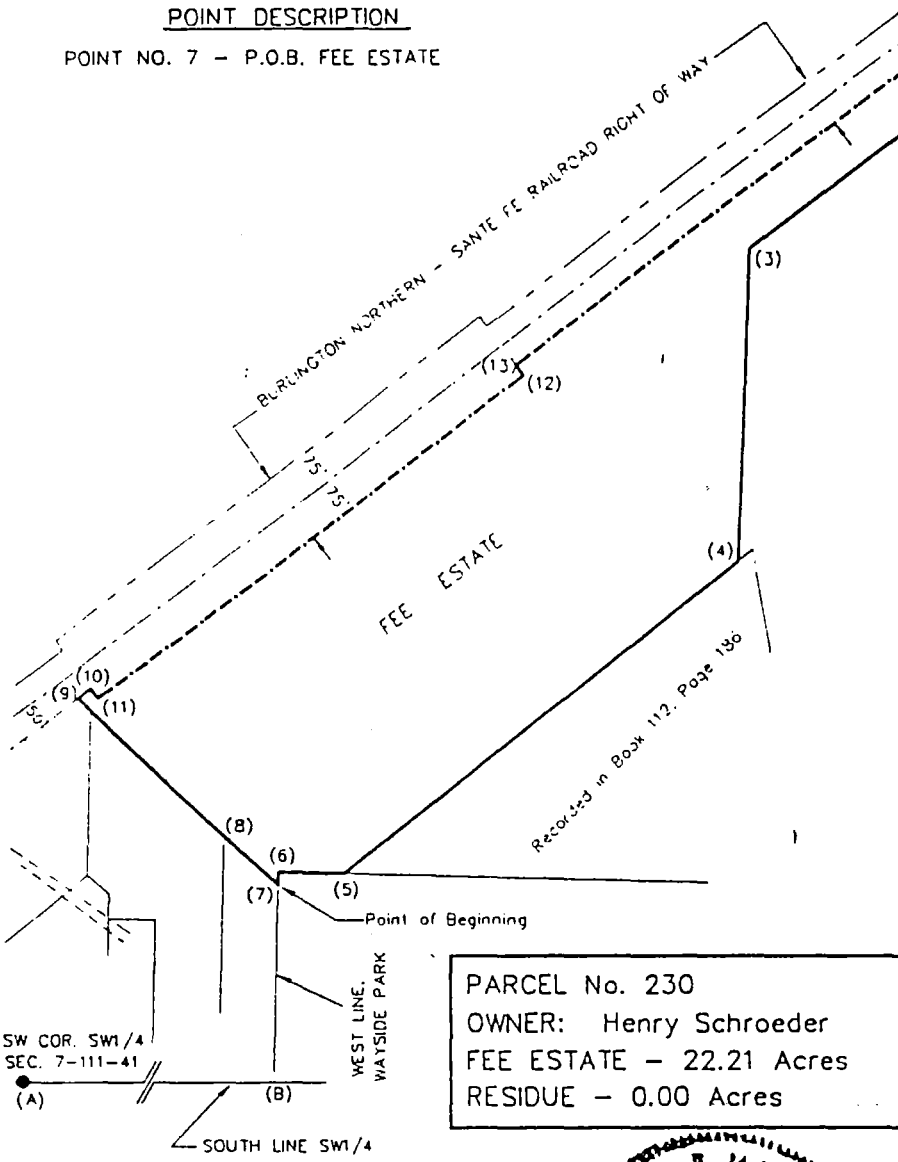 POINT DESCRIPTION
POINT NO. 7 - P.O.B. FEE ESTATE
BURLINGTON NORTHERN - SANTE FE RAILROAD RIGHT OF WAY
(3)
(13)
(12)
75' 75'
FEE ESTATE
(4)
(10)
(9)
(11)
50'
Recorded in Book 112, Page 186
(8)
(6)
(7)
(5)
Point of Beginning
WEST LINE,
WAYSIDE PARK
SW COR. SW1/4
SEC. 7-111-41
(A)
(B)
SOUTH LINE SW1/4
PARCEL No. 230
OWNER: Henry Schroeder
FEE ESTATE - 22.21 Acres
RESIDUE - 0.00 Acres